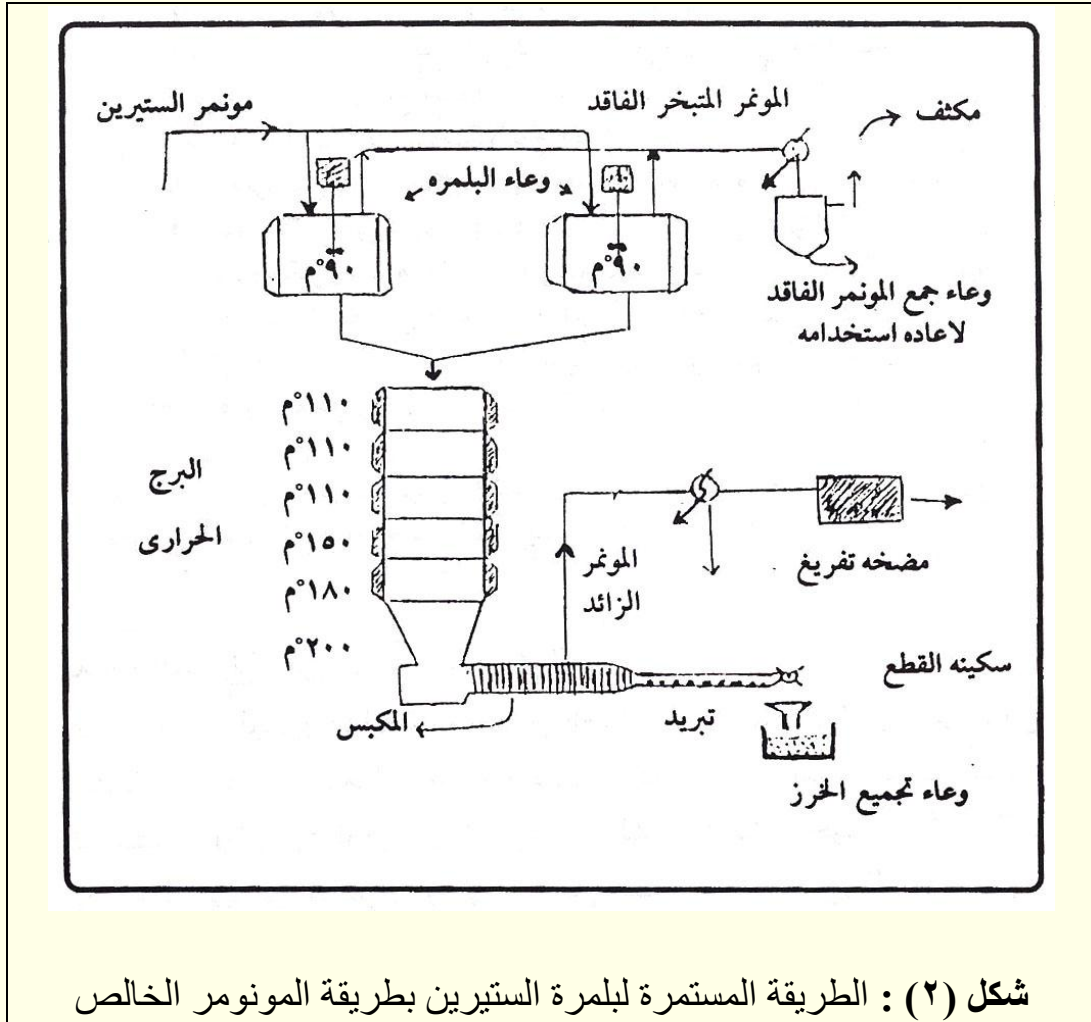 مونمر الستيرين
المونمر المتبخر الفاقد
مكثف
وعاء البلمره
٩٠°م
٩٠°م
وعاء جمع المونمر الفاقد
لاعاده استخدامه
١١٠°م
١١٠°م
١١٠°م
١٥٠°م
١٨٠°م
٢٠٠°م
البرج
الحرارى
المونمر
الزائد
مضخه تفريغ
سكينه القطع
تبريد
المكبس
وعاء تجميع الخرز
شكل (٢) : الطريقة المستمرة لبلمرة الستيرين بطريقة المونومر الخالص